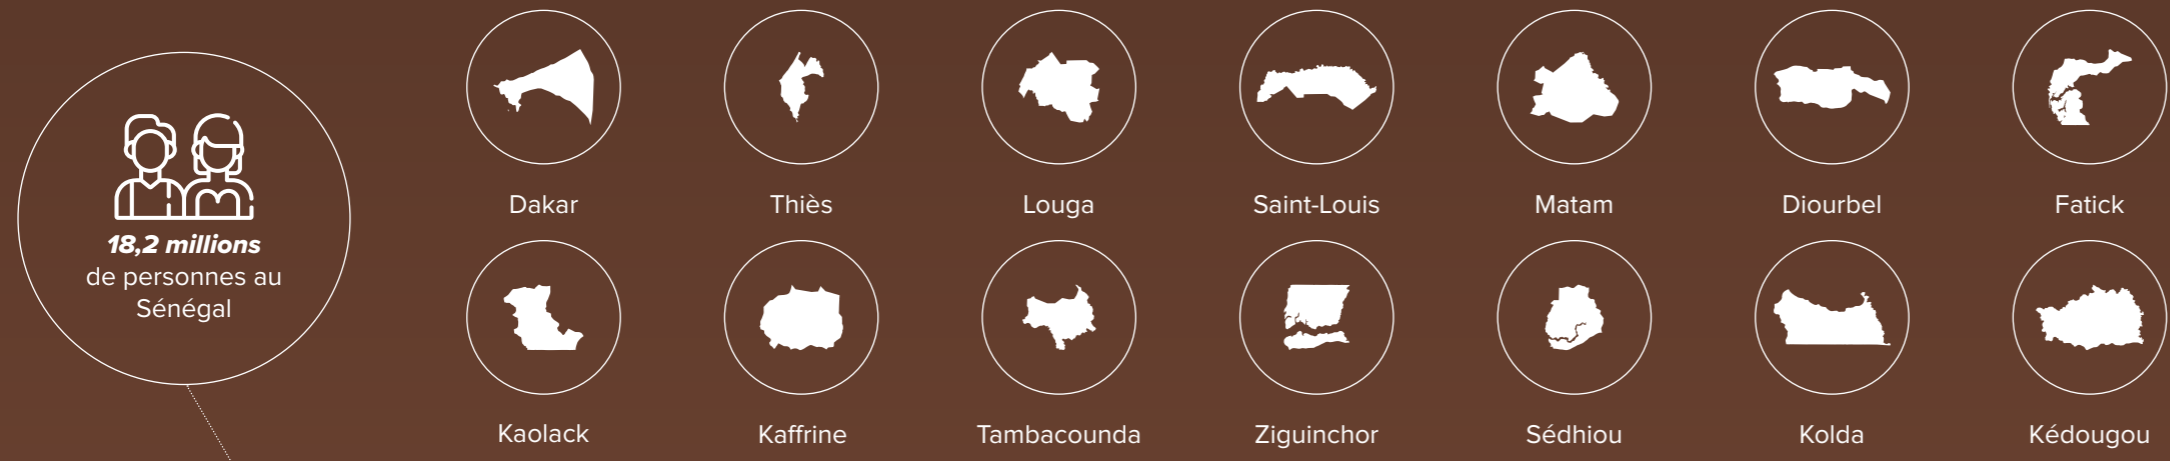 18,2 millions
de personnes au
Sénégal
Dakar
Thiès
Louga
Saint-Louis
Matam
Diourbel
Fatick
Kaolack
Kaffrine
Tambacounda
Ziguinchor
Sédhiou
Kolda
Kédougou